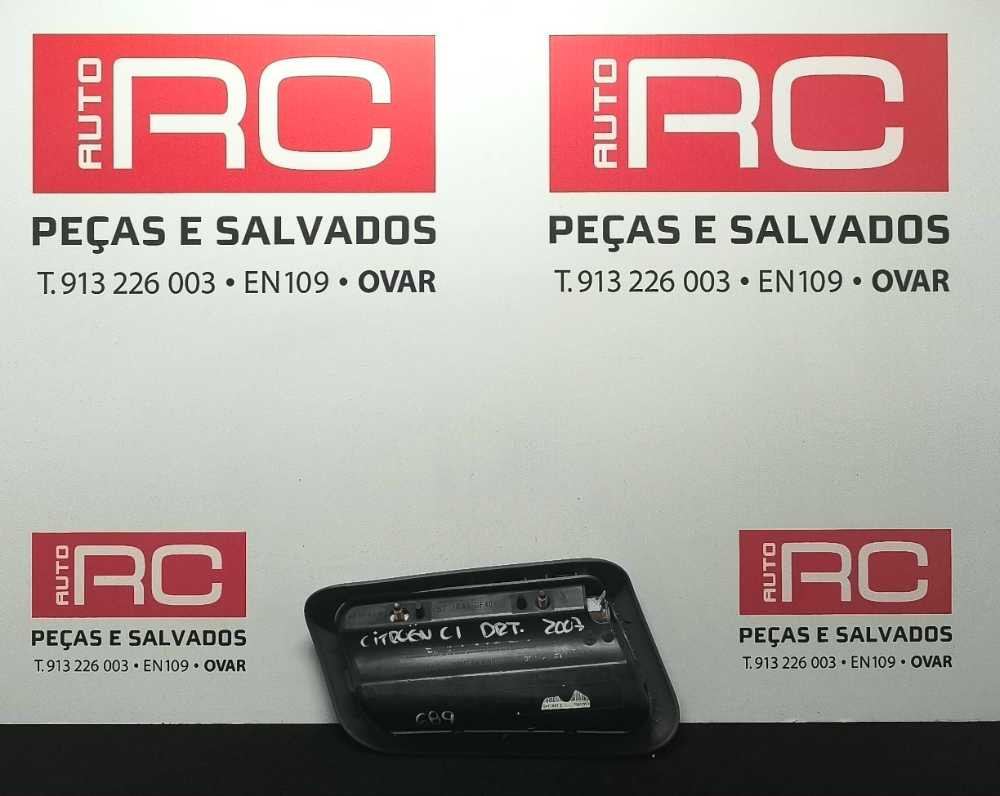 AUTO RC
PEÇAS E SALVADOS
T. 913 226 003 • EN109 • OVAR
AUTO RC
PEÇAS E SALVADOS
T. 913 226 003 • EN109 • OVAR
AUTO RC
PEÇAS E SALVADOS
T. 913 226 003 • EN109 • OVAR
AUTO RC
PEÇAS E SALVADOS
T. 913 226 003 • EN109 • OVAR
CITROËN C1 DRT. 2007
689